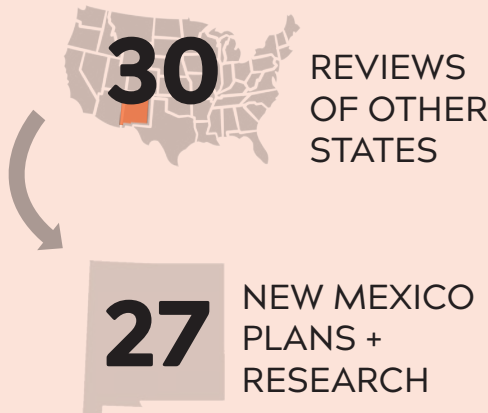 30
REVIEWS
OF OTHER
STATES
27
NEW MEXICO
PLANS +
RESEARCH